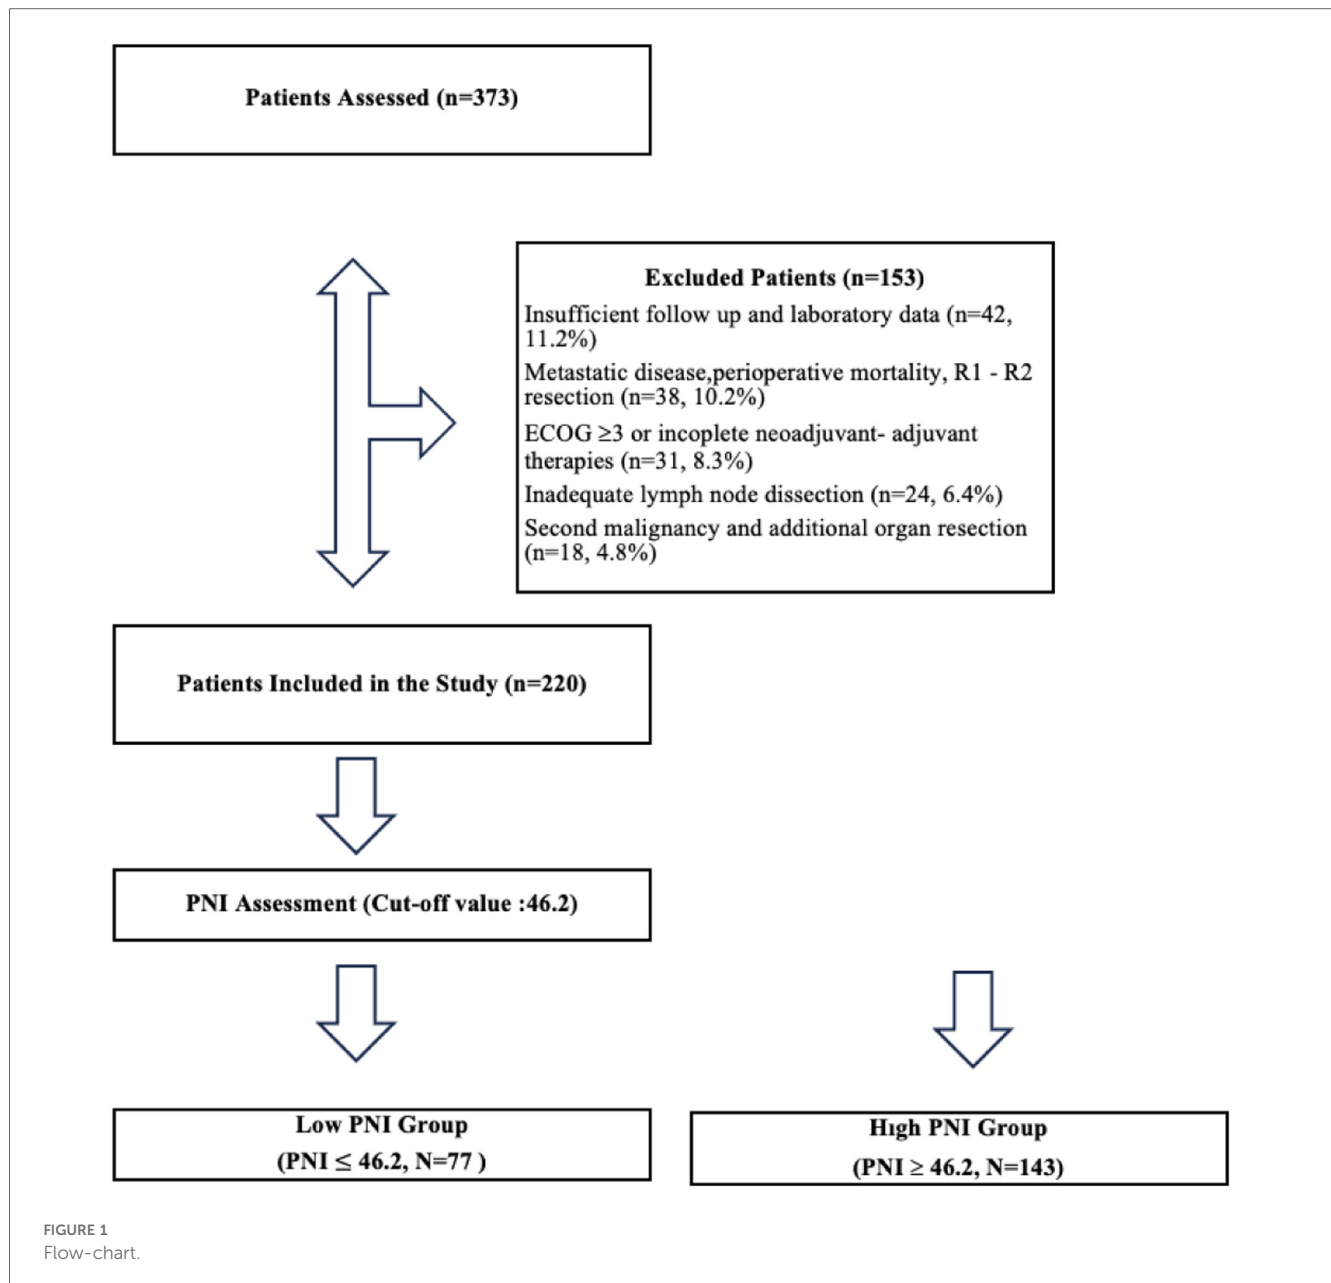 Patients Assessed (n=373)
Excluded Patients (n=153)
Insufficient follow up and laboratory data (n=42,
11.2%)
Metastatic disease,perioperative mortality, R1 - R2
resection (n=38, 10.2%)
ECOG ≥3 or incoplete neoadjuvant- adjuvant
therapies (n=31, 8.3%)
Inadequate lymph node dissection (n=24, 6.4%)
Second malignancy and additional organ resection
(n=18, 4.8%)
Patients Included in the Study (n=220)
PNI Assessment (Cut-off value :46.2)
Low PNI Group
(PNI ≤ 46.2, N=77 )
Hıgh PNI Group
(PNI ≥ 46.2, N=143)
FIGURE 1
Flow-chart.